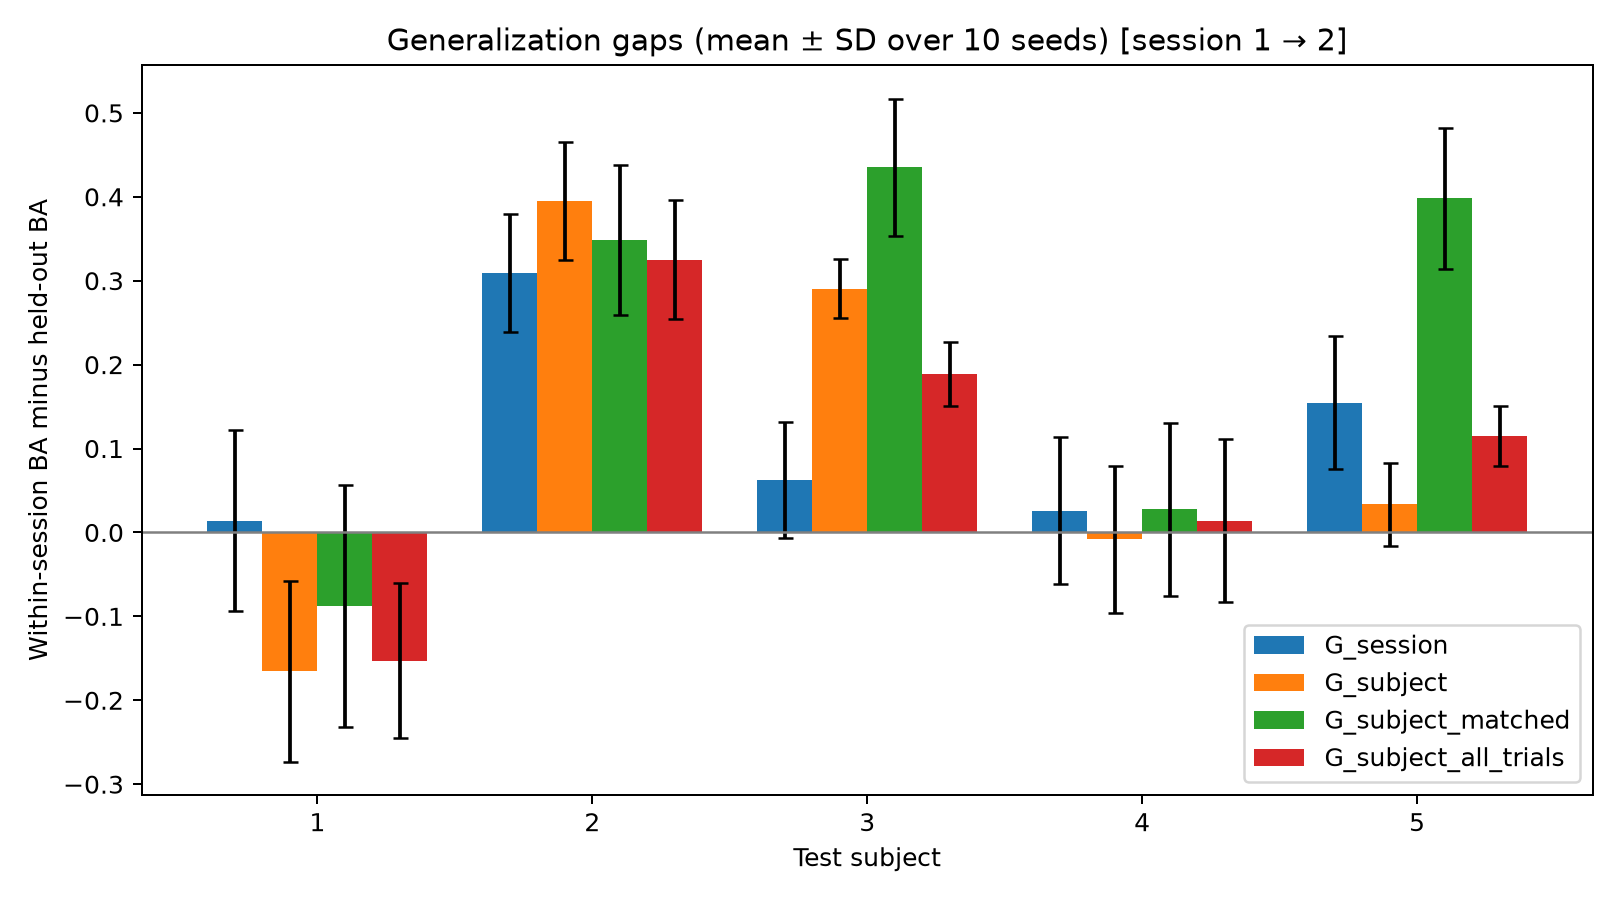 Generalization gaps (mean ± SD over 10 seeds) [session 1 → 2]
Within-session BA minus held-out BA
0.5
0.4
0.3
0.2
0.1
0.0
−0.1
−0.2
−0.3
1 2 3 4 5
Test subject
G_session
G_subject
G_subject_matched
G_subject_all_trials